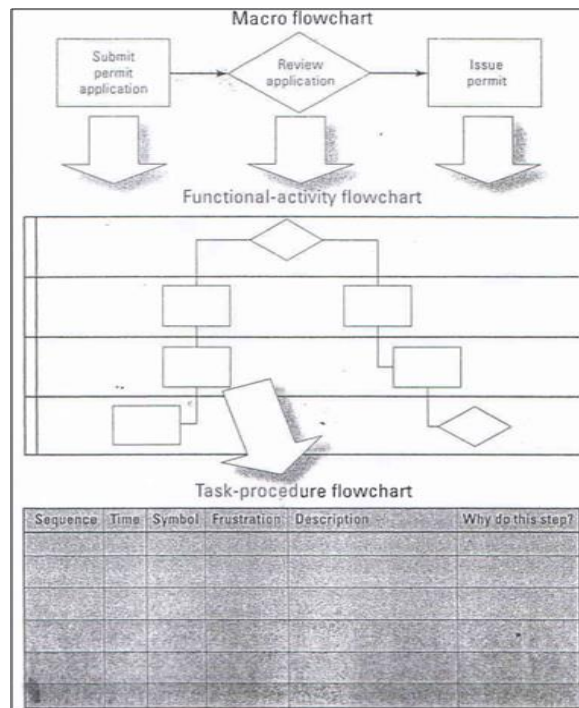 Macro flowchart
Submit
permit
application
Review
application
Issue
permit
Functional-activity flowchart
Task-procedure flowchart
Sequence Time Symbol Frustration Description Why do this step?